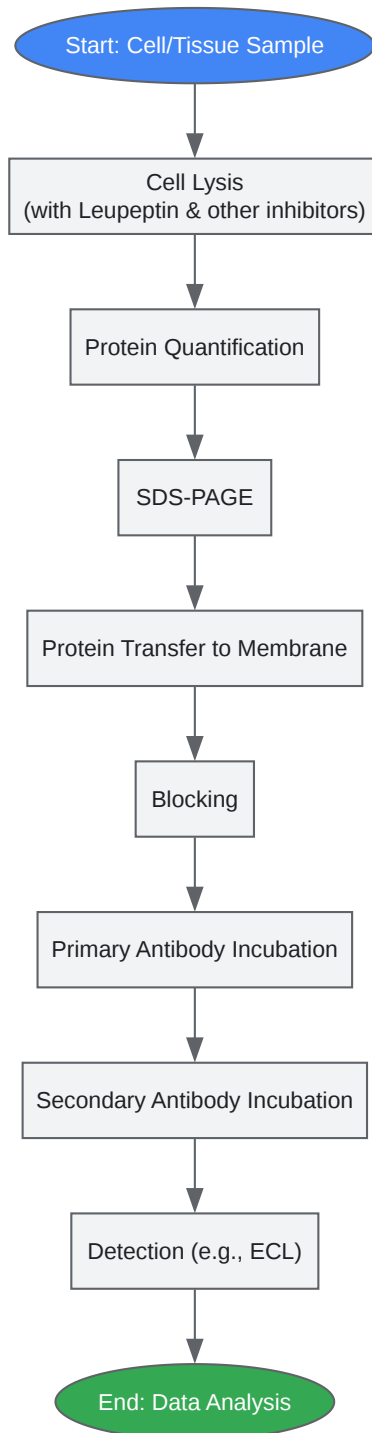 Start: Cell/Tissue Sample
Cell Lysis
(with Leupeptin & other inhibitors)
Protein Quantification
SDS-PAGE
Protein Transfer to Membrane
Blocking
Primary Antibody Incubation
Secondary Antibody Incubation
Detection (e.g., ECL)
End: Data Analysis